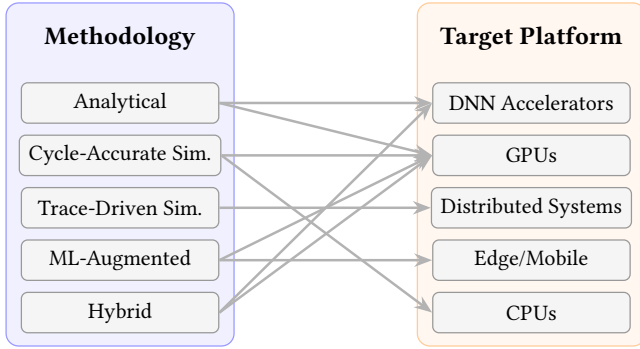 Methodology
Analytical
Cycle-Accurate Sim.
Trace-Driven Sim.
ML-Augmented
Hybrid
Target Platform
DNN Accelerators
GPUs
Distributed Systems
Edge/Mobile
CPUs